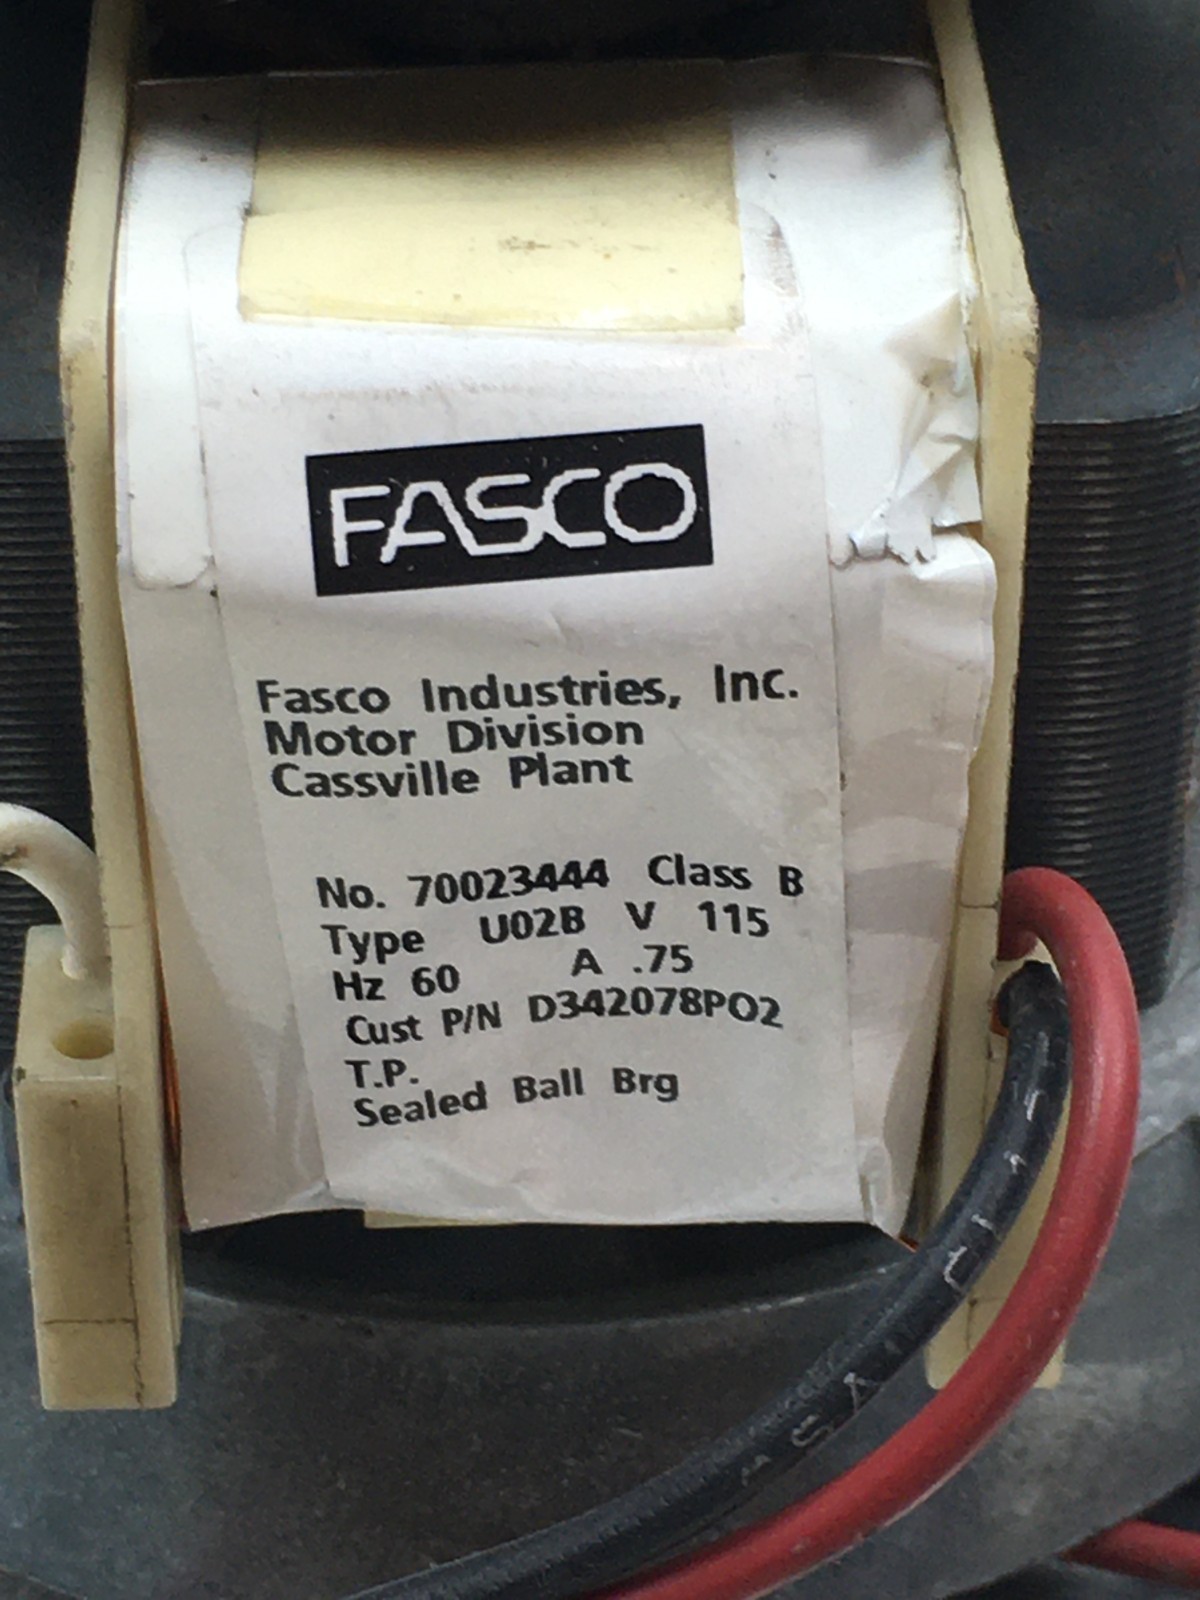 FASCO
Fasco Industries, Inc.
Motor Division
Cassville Plant
No. 70023444 Class B
Type U02B V 115
Hz 60 A .75
Cust P/N D342078PO2
T.P.
Sealed Ball Brg